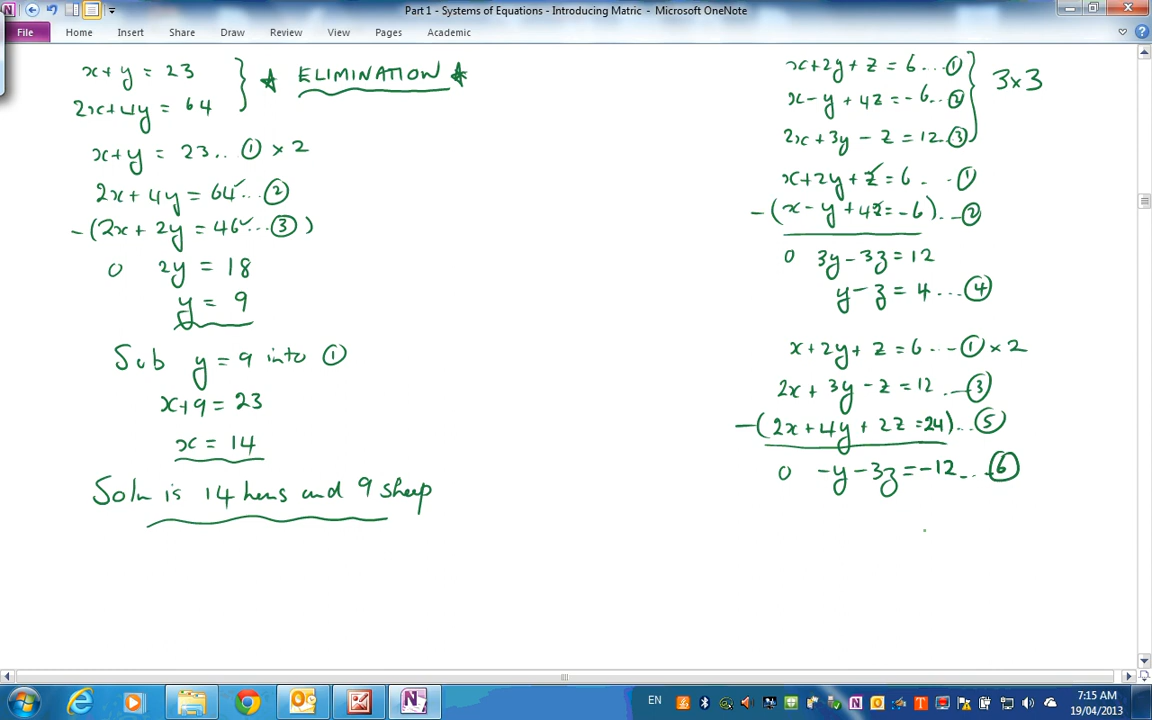 Part 1 - Systems of Equations - Introducing Matric - Microsoft OneNote
File Home Insert Share Draw Review View Pages Academic
x+y = 23
2x+4y = 64
★ ELIMINATION ★
x+y = 23.. ① × 2
2x + 4y = 64 .. ②
-(2x + 2y = 46 ... ③)
0 2y = 18
y = 9
Sub y = 9 into ①
x+9 = 23
x = 14
Soln is 14 hens and 9 sheep
x+2y+z = 6 ... ①
x-y+4z = -6.. ②
2x+3y-z = 12.. ③
3×3
x+2y+z = 6 . .. ①
-(x-y+4z = -6) ... ②
0 3y-3z = 12
y-z = 4 ... ④
x+2y+z = 6 ... ① × 2
2x+3y-z = 12 ... ③
-(2x+4y+2z = 24) .. ⑤
0 -y-3z = -12 ... ⑥
EN
7:15 AM
19/04/2013